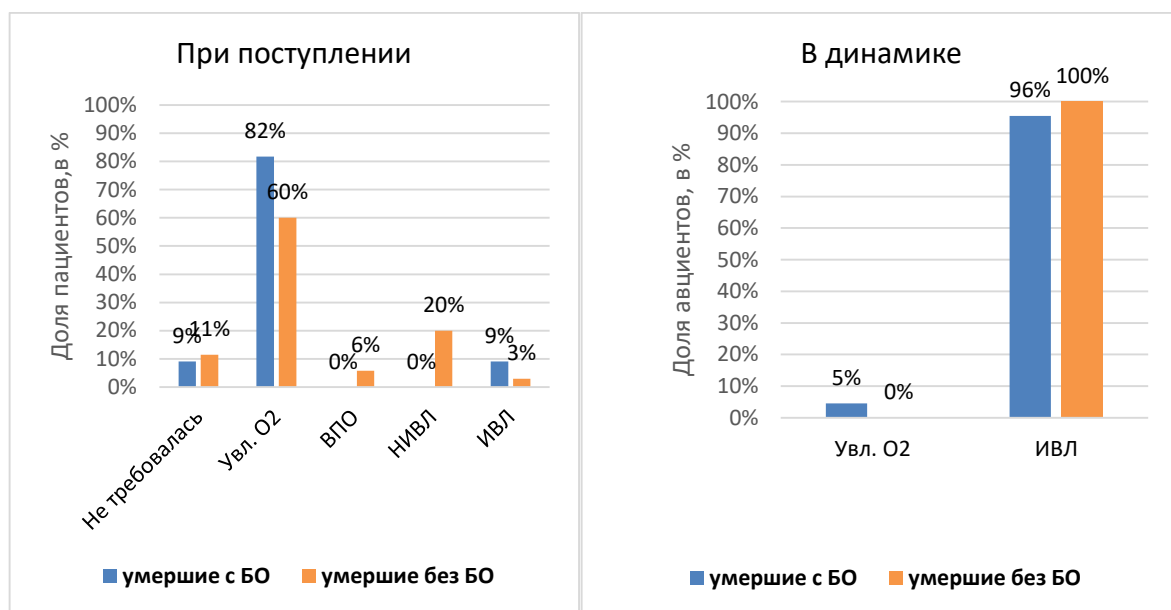 При поступлении
Доля пациентов,в %
100%
90%
80%
70%
60%
50%
40%
30%
20%
10%
0%
9%
11%
82%
60%
0%
6%
0%
20%
9%
3%
Не требовалась
Увл. О2
ВПО
НИВЛ
ИВЛ
умершие с БО
умершие без БО
В динамике
Доля авциентов, в %
100%
90%
80%
70%
60%
50%
40%
30%
20%
10%
0%
5%
0%
96%
100%
Увл. О2
ИВЛ
умершие с БО
умершие без БО